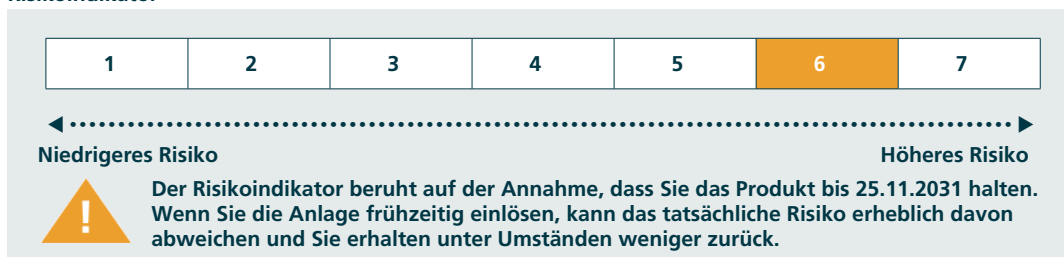 1 2 3 4 5 6 7
Niedrigeres Risiko Höheres Risiko
! Der Risikoindikator beruht auf der Annahme, dass Sie das Produkt bis 25.11.2031 halten.
Wenn Sie die Anlage frühzeitig einlösen, kann das tatsächliche Risiko erheblich davon
abweichen und Sie erhalten unter Umständen weniger zurück.